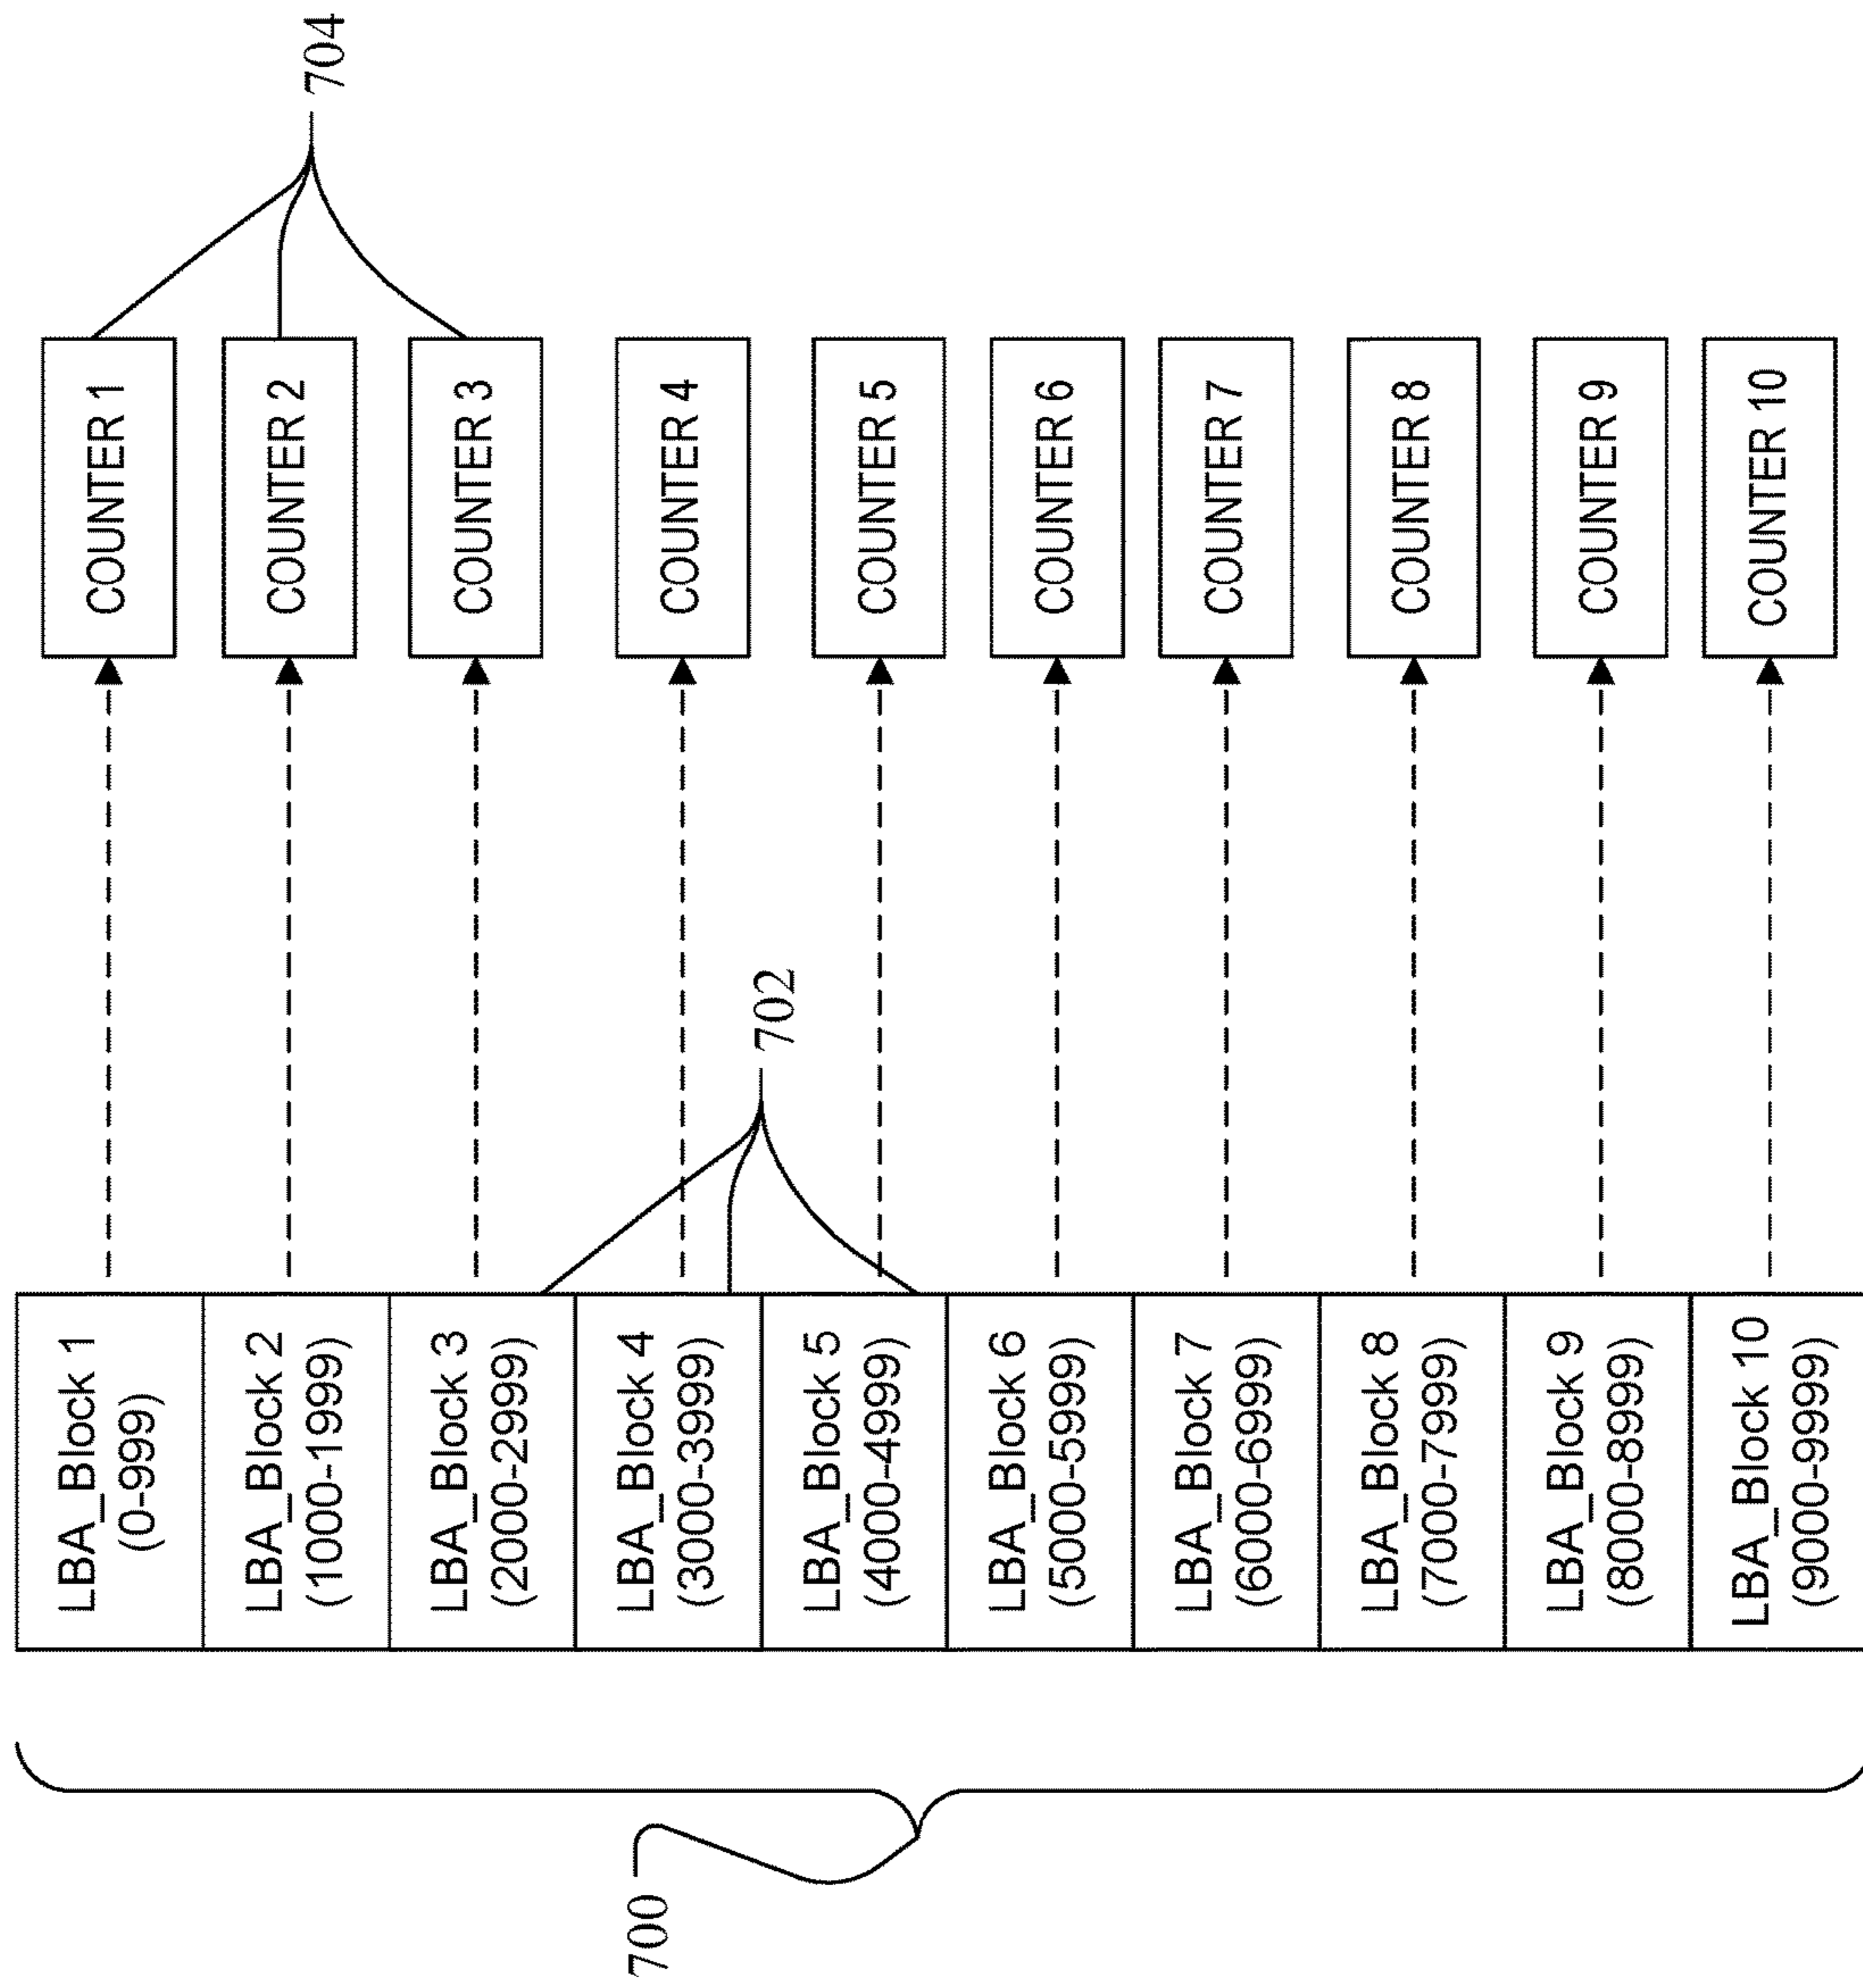 700
LBA_Block 1
(0-999)
LBA_Block 2
(1000-1999)
LBA_Block 3
(2000-2999)
LBA_Block 4
(3000-3999)
LBA_Block 5
(4000-4999)
LBA_Block 6
(5000-5999)
LBA_Block 7
(6000-6999)
LBA_Block 8
(7000-7999)
LBA_Block 9
(8000-8999)
LBA_Block 10
(9000-9999)
702
COUNTER 1
COUNTER 2
COUNTER 3
COUNTER 4
COUNTER 5
COUNTER 6
COUNTER 7
COUNTER 8
COUNTER 9
COUNTER 10
704